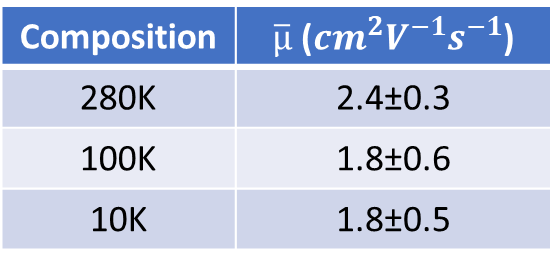 Composition μ̅ (cm²V⁻¹s⁻¹)
280K 2.4±0.3
100K 1.8±0.6
10K 1.8±0.5